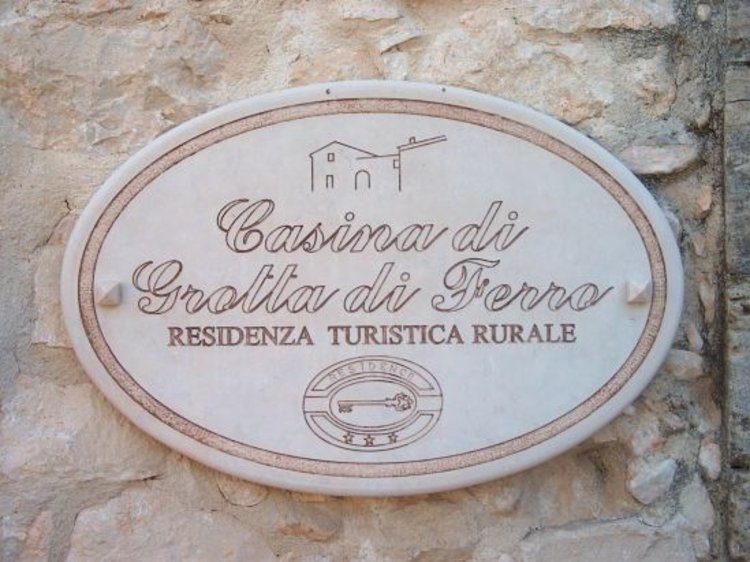 Casina di
Grotta di Ferro
RESIDENZA TURISTICA RURALE
RESIDENCE